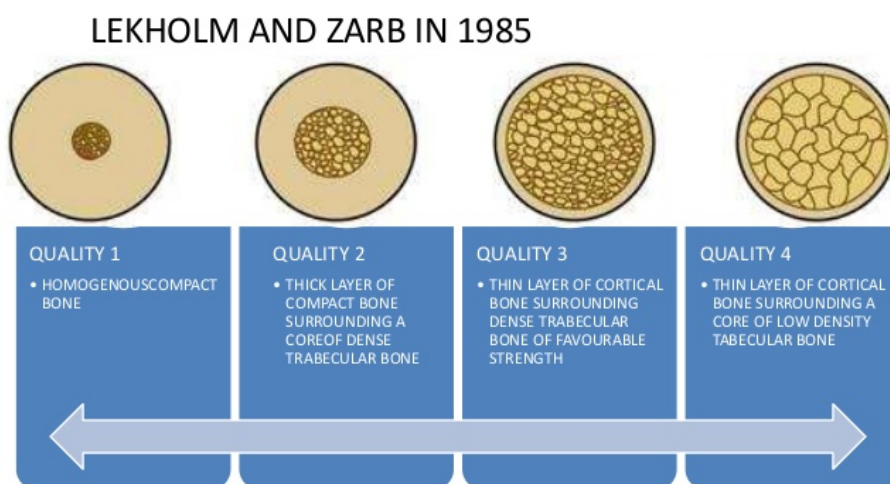 LEKHOLM AND ZARB IN 1985
QUALITY 1
• HOMOGENOUSCOMPACT
BONE
QUALITY 2
• THICK LAYER OF
COMPACT BONE
SURROUNDING A
COREOF DENSE
TRABECULAR BONE
QUALITY 3
• THIN LAYER OF CORTICAL
BONE SURROUNDING
DENSE TRABECULAR
BONE OF FAVOURABLE
STRENGTH
QUALITY 4
• THIN LAYER OF CORTICAL
BONE SURROUNDING A
CORE OF LOW DENSITY
TABECULAR BONE